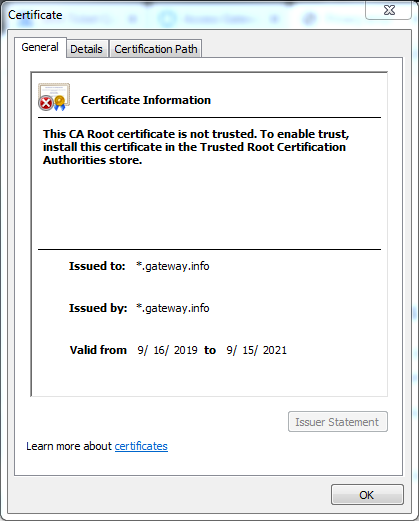 Certificate
General
Details
Certification Path
Certificate Information
This CA Root certificate is not trusted. To enable trust,
install this certificate in the Trusted Root Certification
Authorities store.
Issued to: *.gateway.info
Issued by: *.gateway.info
Valid from 9/ 16/ 2019 to 9/ 15/ 2021
Issuer Statement
Learn more about certificates
OK